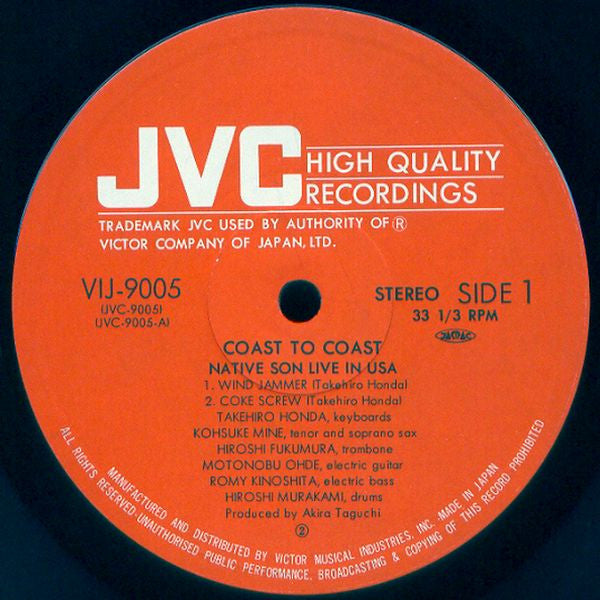 JVC
HIGH QUALITY
RECORDINGS
TRADEMARK JVC USED BY AUTHORITY OF Ⓡ
VICTOR COMPANY OF JAPAN, LTD.
VIJ-9005
(JVC-9005)
(JVC-9005-A)
STEREO SIDE 1
33 1/3 RPM
JASRAC
COAST TO COAST
NATIVE SON LIVE IN USA
1. WIND JAMMER (Takehiro Honda)
2. COKE SCREW (Takehiro Honda)
TAKEHIRO HONDA, keyboards
KOHSUKE MINE, tenor and soprano sax
HIROSHI FUKUMURA, trombone
MOTONOBU OHDE, electric guitar
ROMY KINOSHITA, electric bass
HIROSHI MURAKAMI, drums
Produced by Akira Taguchi
②
MANUFACTURED AND DISTRIBUTED BY VICTOR MUSICAL INDUSTRIES, INC. MADE IN JAPAN
ALL RIGHTS RESERVED-UNAUTHORISED PUBLIC PERFORMANCE, BROADCASTING & COPYING OF THIS RECORD PROHIBITED